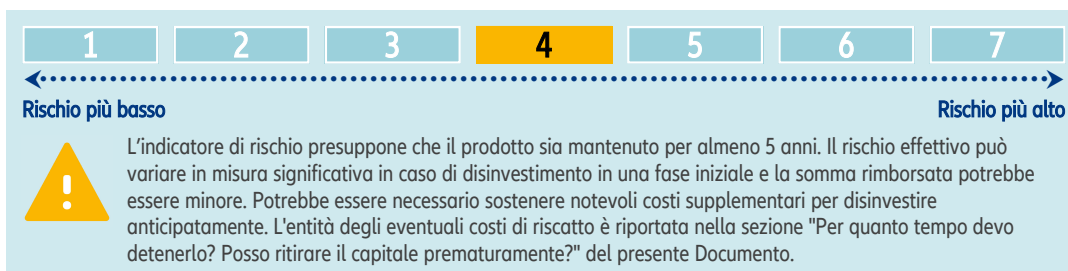 1 2 3 4 5 6 7
Rischio più basso Rischio più alto
L'indicatore di rischio presuppone che il prodotto sia mantenuto per almeno 5 anni. Il rischio effettivo può
variare in misura significativa in caso di disinvestimento in una fase iniziale e la somma rimborsata potrebbe
essere minore. Potrebbe essere necessario sostenere notevoli costi supplementari per disinvestire
anticipatamente. L'entità degli eventuali costi di riscatto è riportata nella sezione "Per quanto tempo devo
detenerlo? Posso ritirare il capitale prematuramente?" del presente Documento.